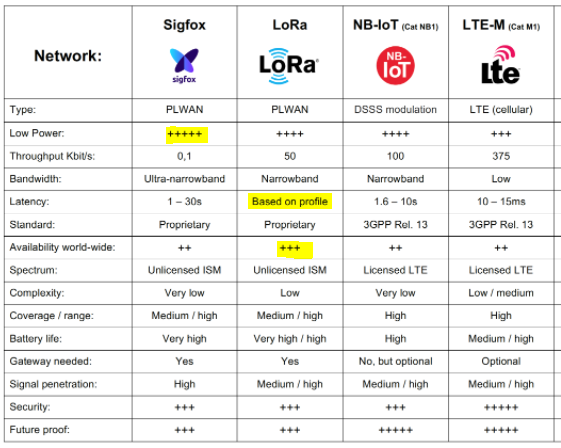 Network: Sigfox LoRa NB-IoT (Cat NB1) LTE-M (Cat M1)
sigfox LoRa NB-IoT Lte
Type: PLWAN PLWAN DSSS modulation LTE (cellular)
Low Power: +++++ ++++ ++++ +++
Throughput Kbit/s: 0,1 50 100 375
Bandwidth: Ultra-narrowband Narrowband Narrowband Low
Latency: 1 – 30s Based on profile 1.6 – 10s 10 – 15ms
Standard: Proprietary Proprietary 3GPP Rel. 13 3GPP Rel. 13
Availability world-wide: ++ +++ ++ ++
Spectrum: Unlicensed ISM Unlicensed ISM Licensed LTE Licensed LTE
Complexity: Very low Low Very low Low / medium
Coverage / range: Medium / high Medium / high High High
Battery life: Very high Very high / high High Medium / high
Gateway needed: Yes Yes No, but optional Optional
Signal penetration: High Medium / high Medium / high Medium / high
Security: +++ +++ +++ +++++
Future proof: +++ +++ +++++ +++++